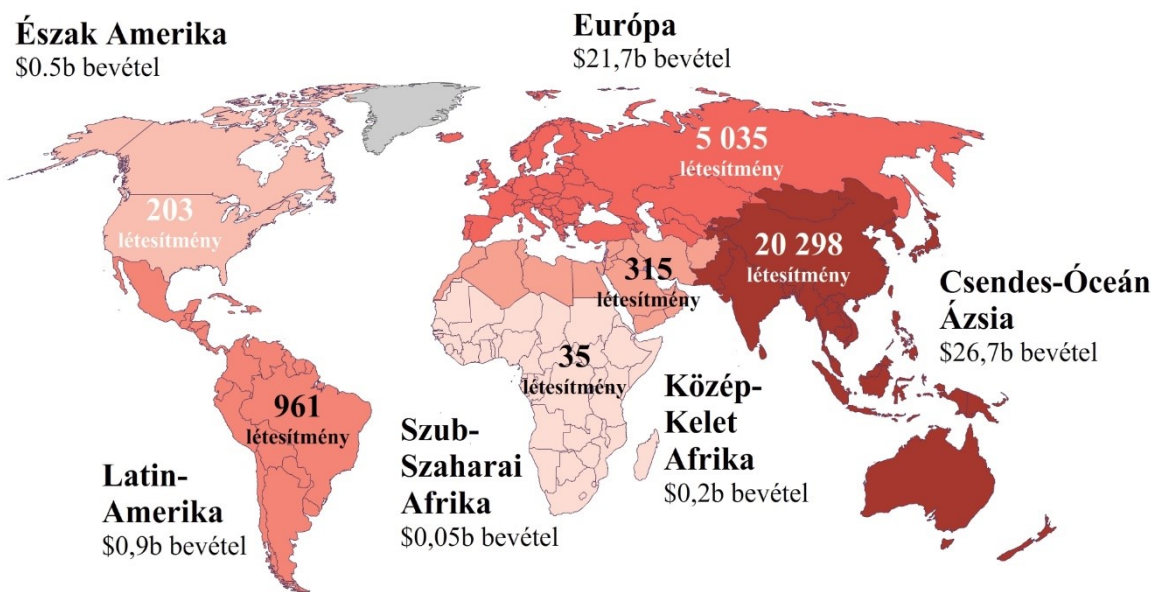 Észak Amerika
$0.5b bevétel
Európa
$21,7b bevétel
5 035
létesítmény
203
létesítmény
20 298
létesítmény
315
létesítmény
Csendes-Óceán
Ázsia
$26,7b bevétel
35
létesítmény
961
létesítmény
Közép-
Kelet
Afrika
$0,2b bevétel
Szub-
Szaharai
Afrika
$0,05b bevétel
Latin-
Amerika
$0,9b bevétel